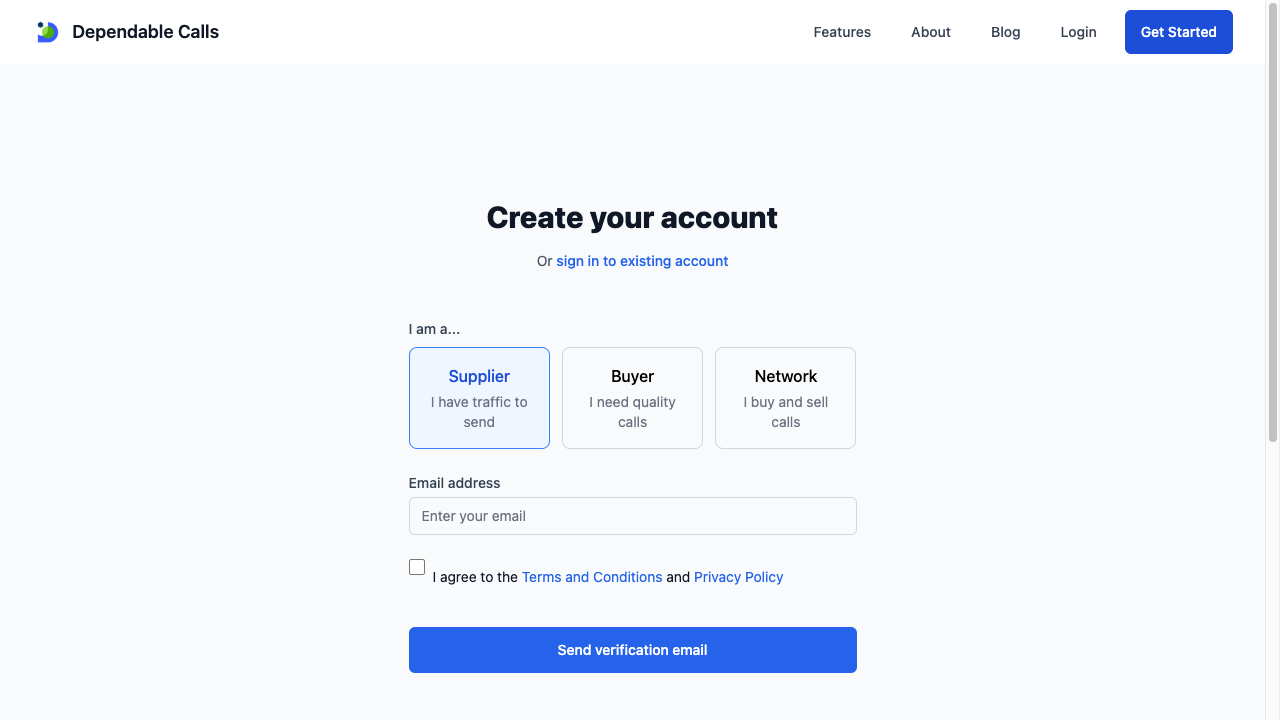 Dependable Calls
Features
About
Blog
Login
Get Started
Create your account
Or sign in to existing account
I am a...
Supplier
I have traffic to
send
Buyer
I need quality
calls
Network
I buy and sell
calls
Email address
Enter your email
I agree to the Terms and Conditions and Privacy Policy
Send verification email